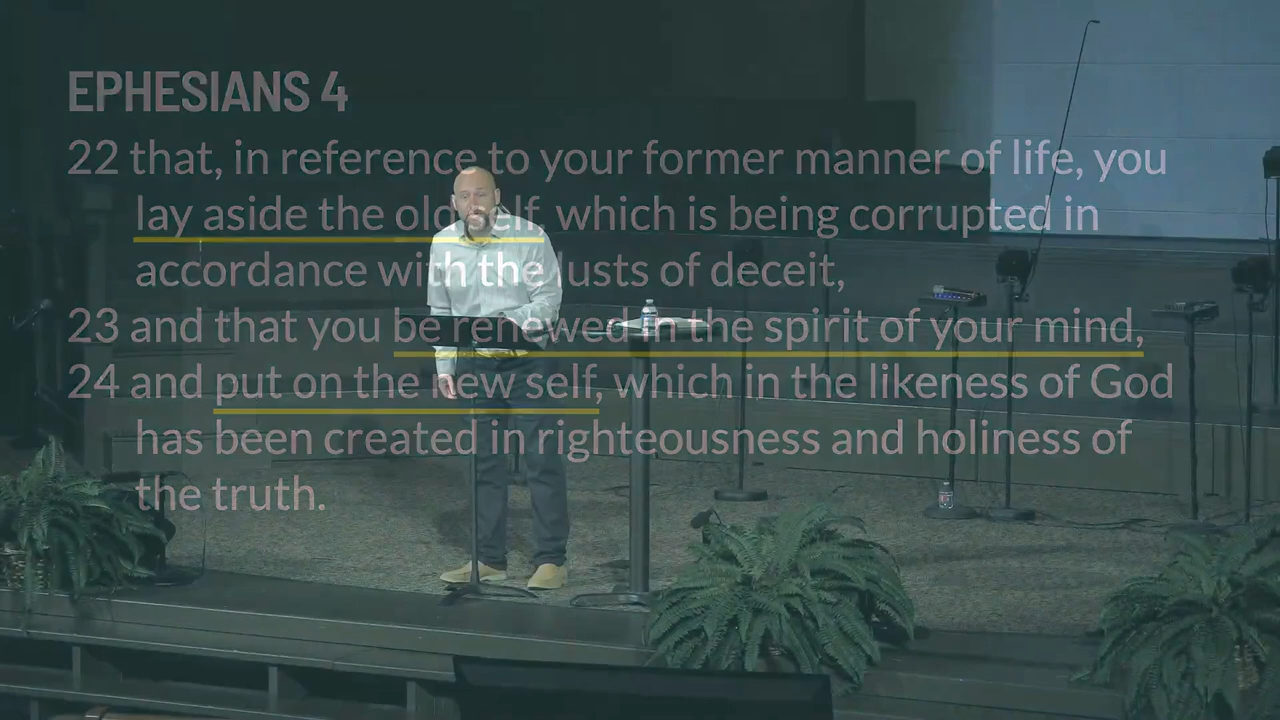 EPHESIANS 4
22 that, in reference to your former manner of life, you
lay aside the old self, which is being corrupted in
accordance with the lusts of deceit,
23 and that you be renewed in the spirit of your mind,
24 and put on the new self, which in the likeness of God
has been created in righteousness and holiness of
the truth.